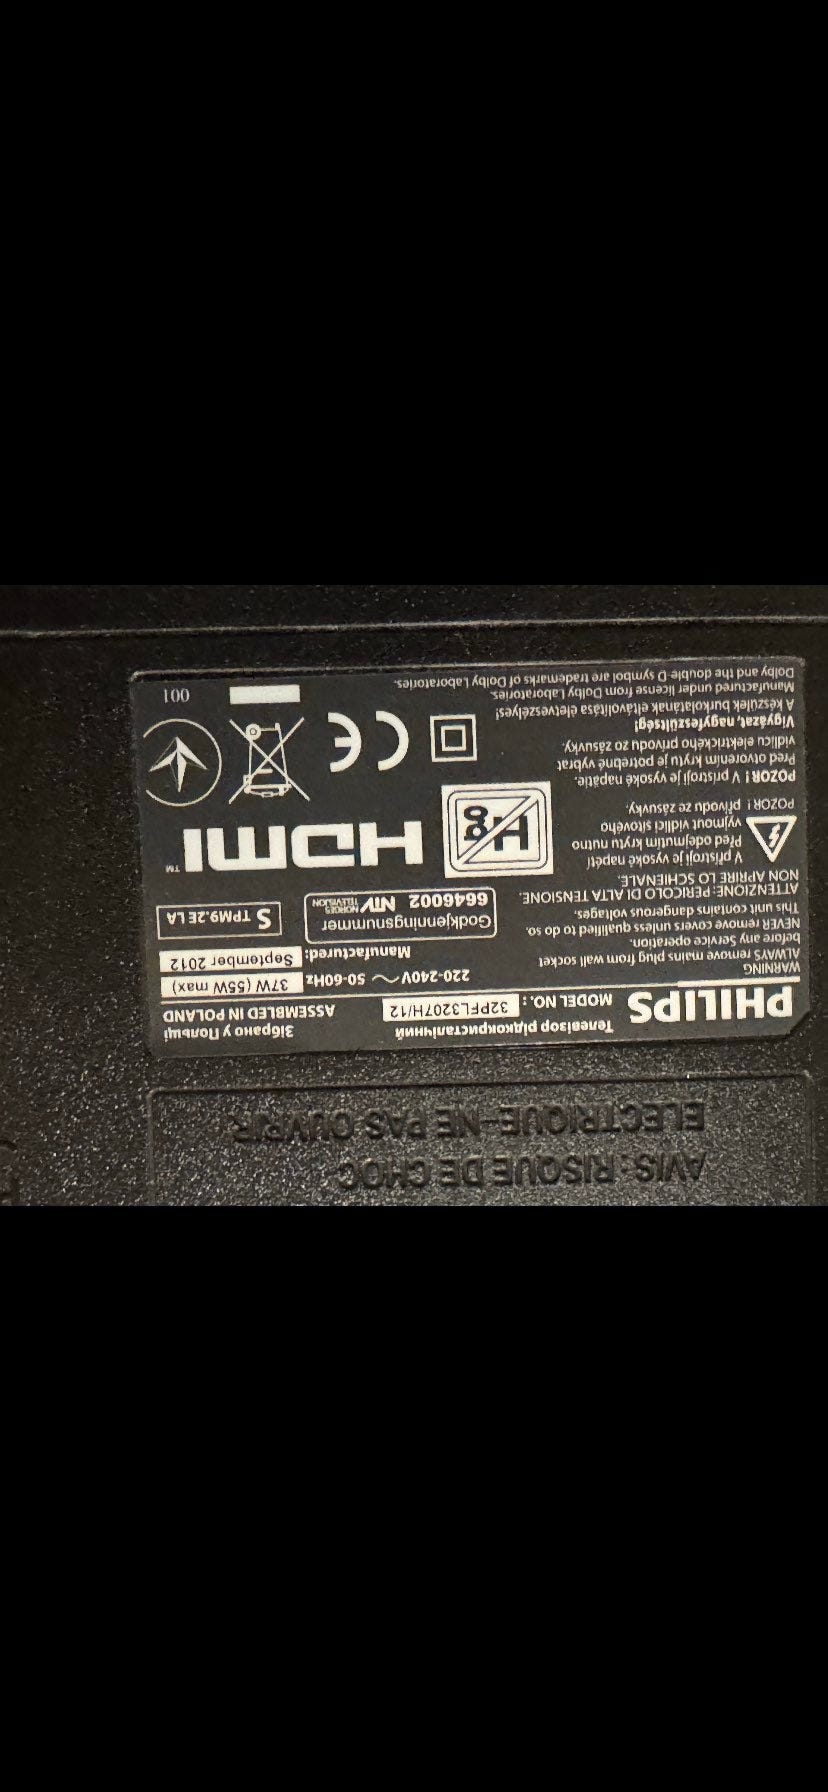 PHILIPS
Телевізор рідкокристалічний
MODEL NO. : 32PFL3207H/12
Зібрано у Польщі
ASSEMBLED IN POLAND
WARNING
ALWAYS remove mains plug from wall socket
before any Service operation.
NEVER remove covers unless qualified to do so.
This unit contains dangerous voltages.
ATTENZIONE: PERICOLO DI ALTA TENSIONE.
NON APRIRE LO SCHIENALE.
V přístroji je vysoké napětí
Před odejmutím krytu nutno
vyjmout vidlici síťového
POZOR! přívodu ze zásuvky.
POZOR! V prístroji je vysoké napätie.
Pred otvorením krytu je potrebné vybrať
vidlicu elektrického prívodu zo zásuvky.
Vigyázat, nagyfeszültség!
A készülék burkolatának eltávolítása életveszélyes!
Manufactured under license from Dolby Laboratories.
Dolby and the double-D symbol are trademarks of Dolby Laboratories.
220-240V ~ 50-60Hz 37W (55W max)
Manufactured: September 2012
Godkjenningsnummer
6646002 NTV NORGES TELEVISION
S TPM9.2E LA
HDMI™
CE
001
AVIS: RISQUE DE CHOC
ELECTRIQUE-NE PAS OUVRIR